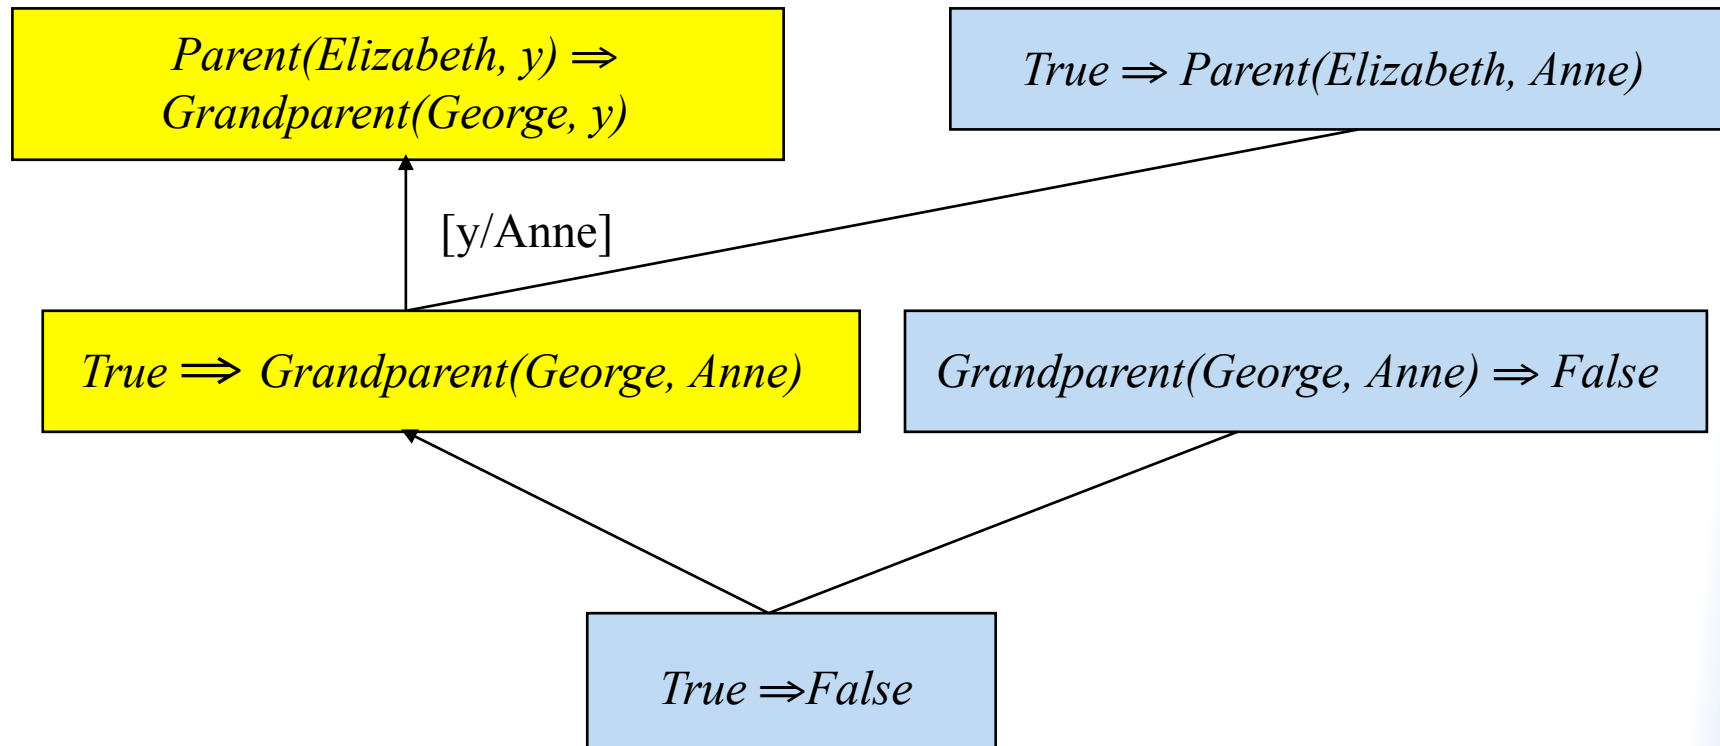 Parent(Elizabeth, y) ⇒
Grandparent(George, y)
True ⇒ Parent(Elizabeth, Anne)
[y/Anne]
True ⇒ Grandparent(George, Anne)
Grandparent(George, Anne) ⇒ False
True ⇒False